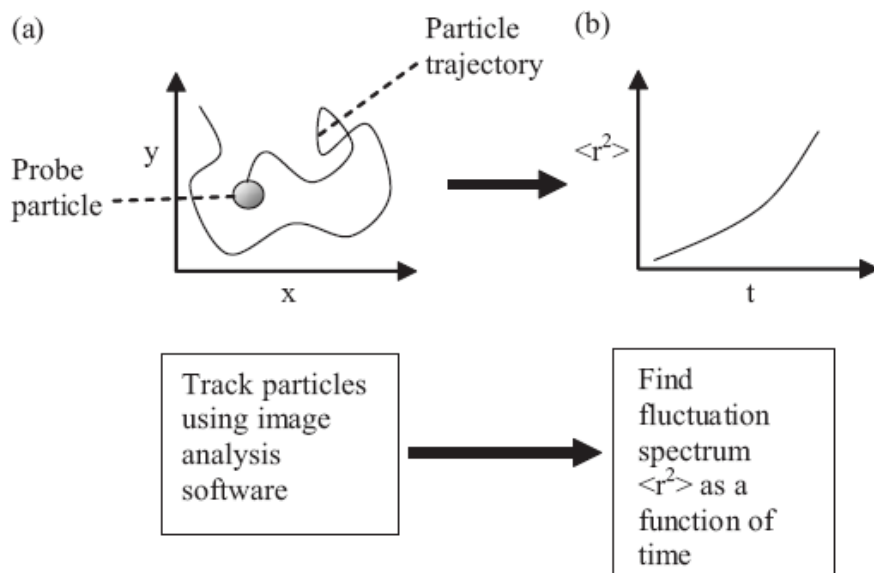 (a)
Particle
trajectory
y
Probe
particle
x
(b)
<r²>
t
Track particles
using image
analysis
software
Find
fluctuation
spectrum
<r²> as a
function of
time